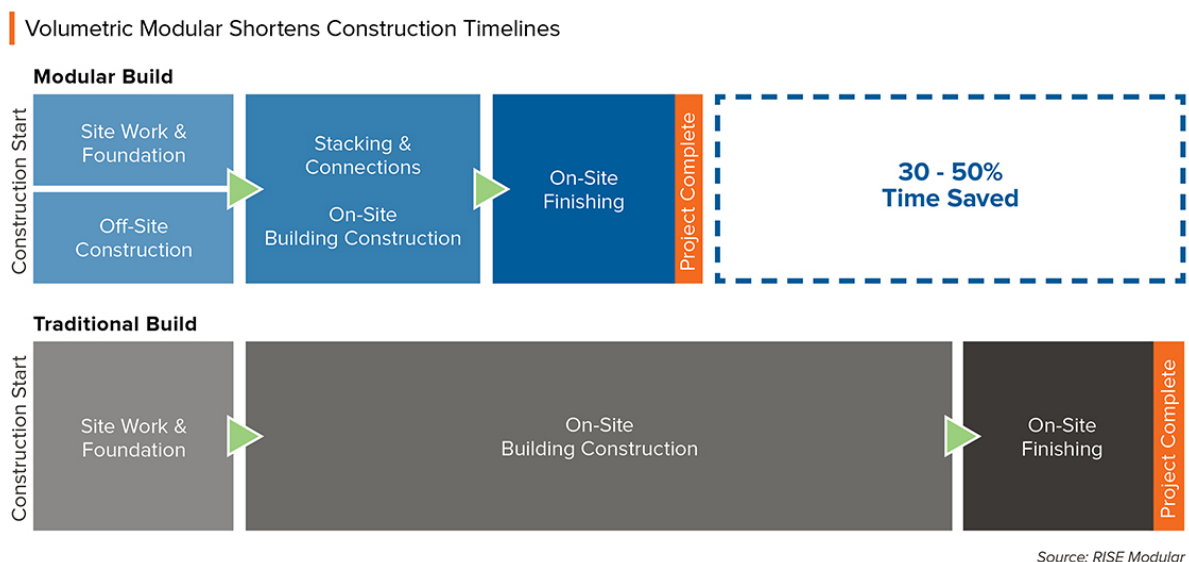 Volumetric Modular Shortens Construction Timelines
Modular Build
Construction Start
Site Work &
Foundation
Off-Site
Construction
Stacking &
Connections
On-Site
Building Construction
On-Site
Finishing
Project Complete
30 - 50%
Time Saved
Traditional Build
Construction Start
Site Work &
Foundation
On-Site
Building Construction
On-Site
Finishing
Project Complete
Source: RISE Modular